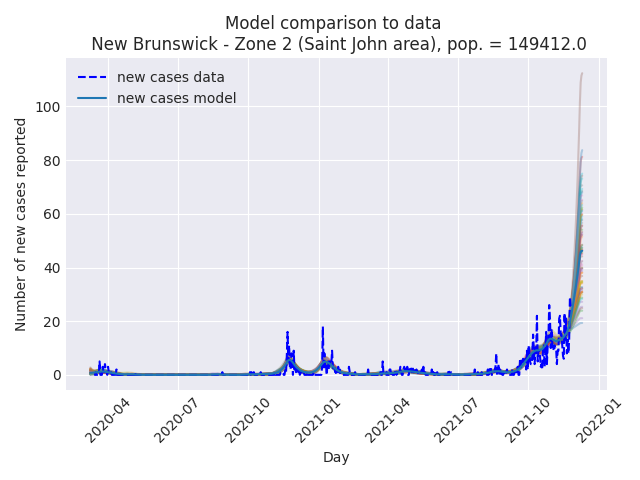 Model comparison to data
New Brunswick - Zone 2 (Saint John area), pop. = 149412.0
new cases data
new cases model
Number of new cases reported
100
80
60
40
20
0
2020-04
2020-07
2020-10
2021-01
2021-04
2021-07
2021-10
2022-01
Day